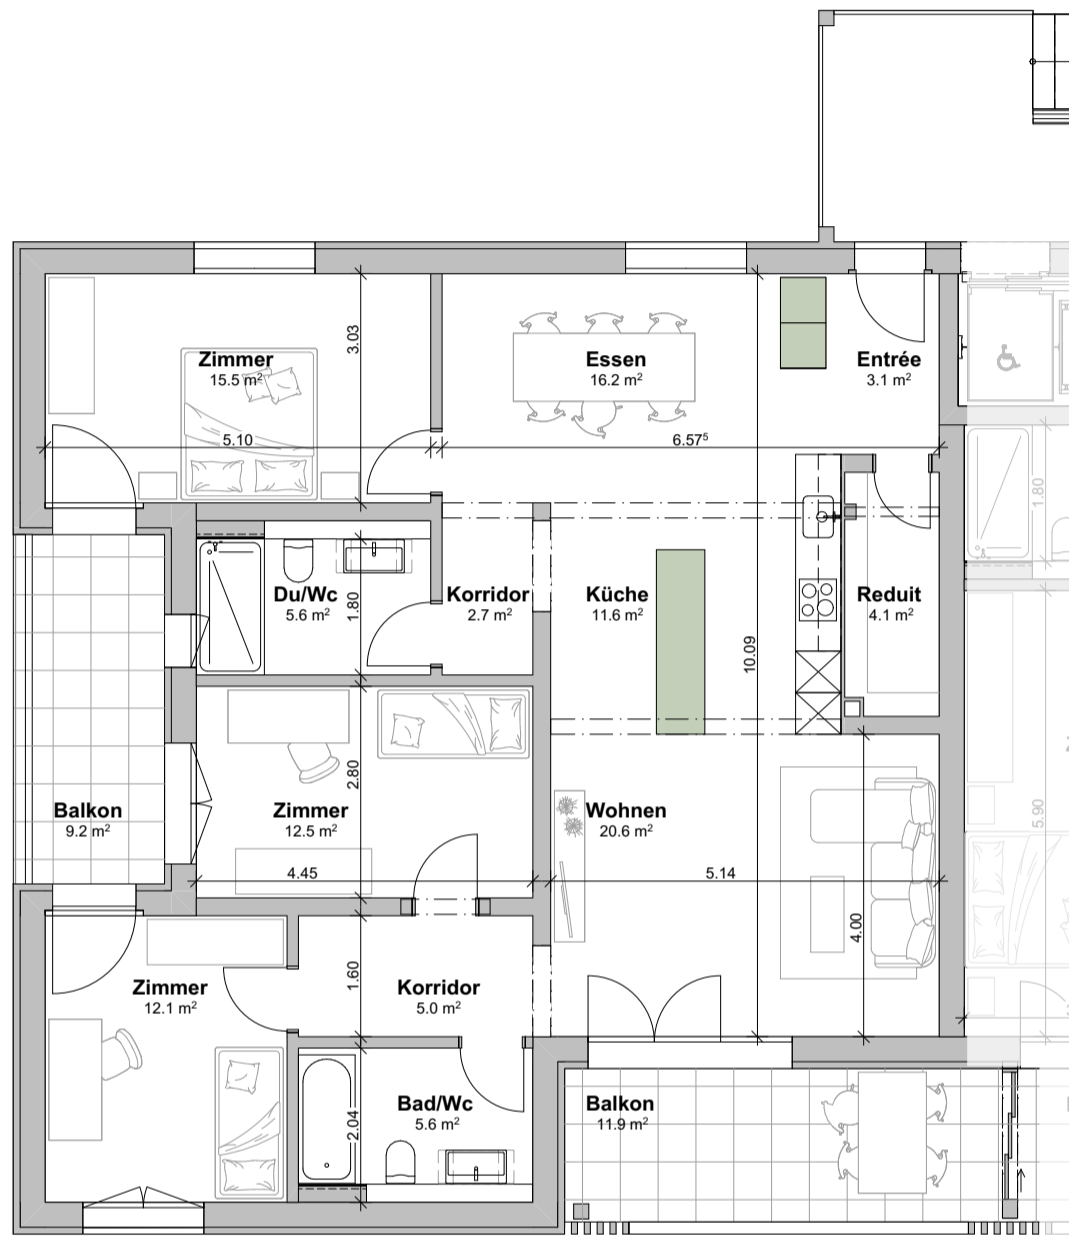 Zimmer
15.5 m²
3.03
5.10
Essen
16.2 m²
Entrée
3.1 m²
6.57⁵
Du/Wc
5.6 m²
1.80
Korridor
2.7 m²
Küche
11.6 m²
Reduit
4.1 m²
1.80
10.09
2.80
Balkon
9.2 m²
Zimmer
12.5 m²
4.45
Wohnen
20.6 m²
5.14
5.90
4.00
Zimmer
12.1 m²
1.60
Korridor
5.0 m²
Bad/Wc
5.6 m²
2.04
Balkon
11.9 m²